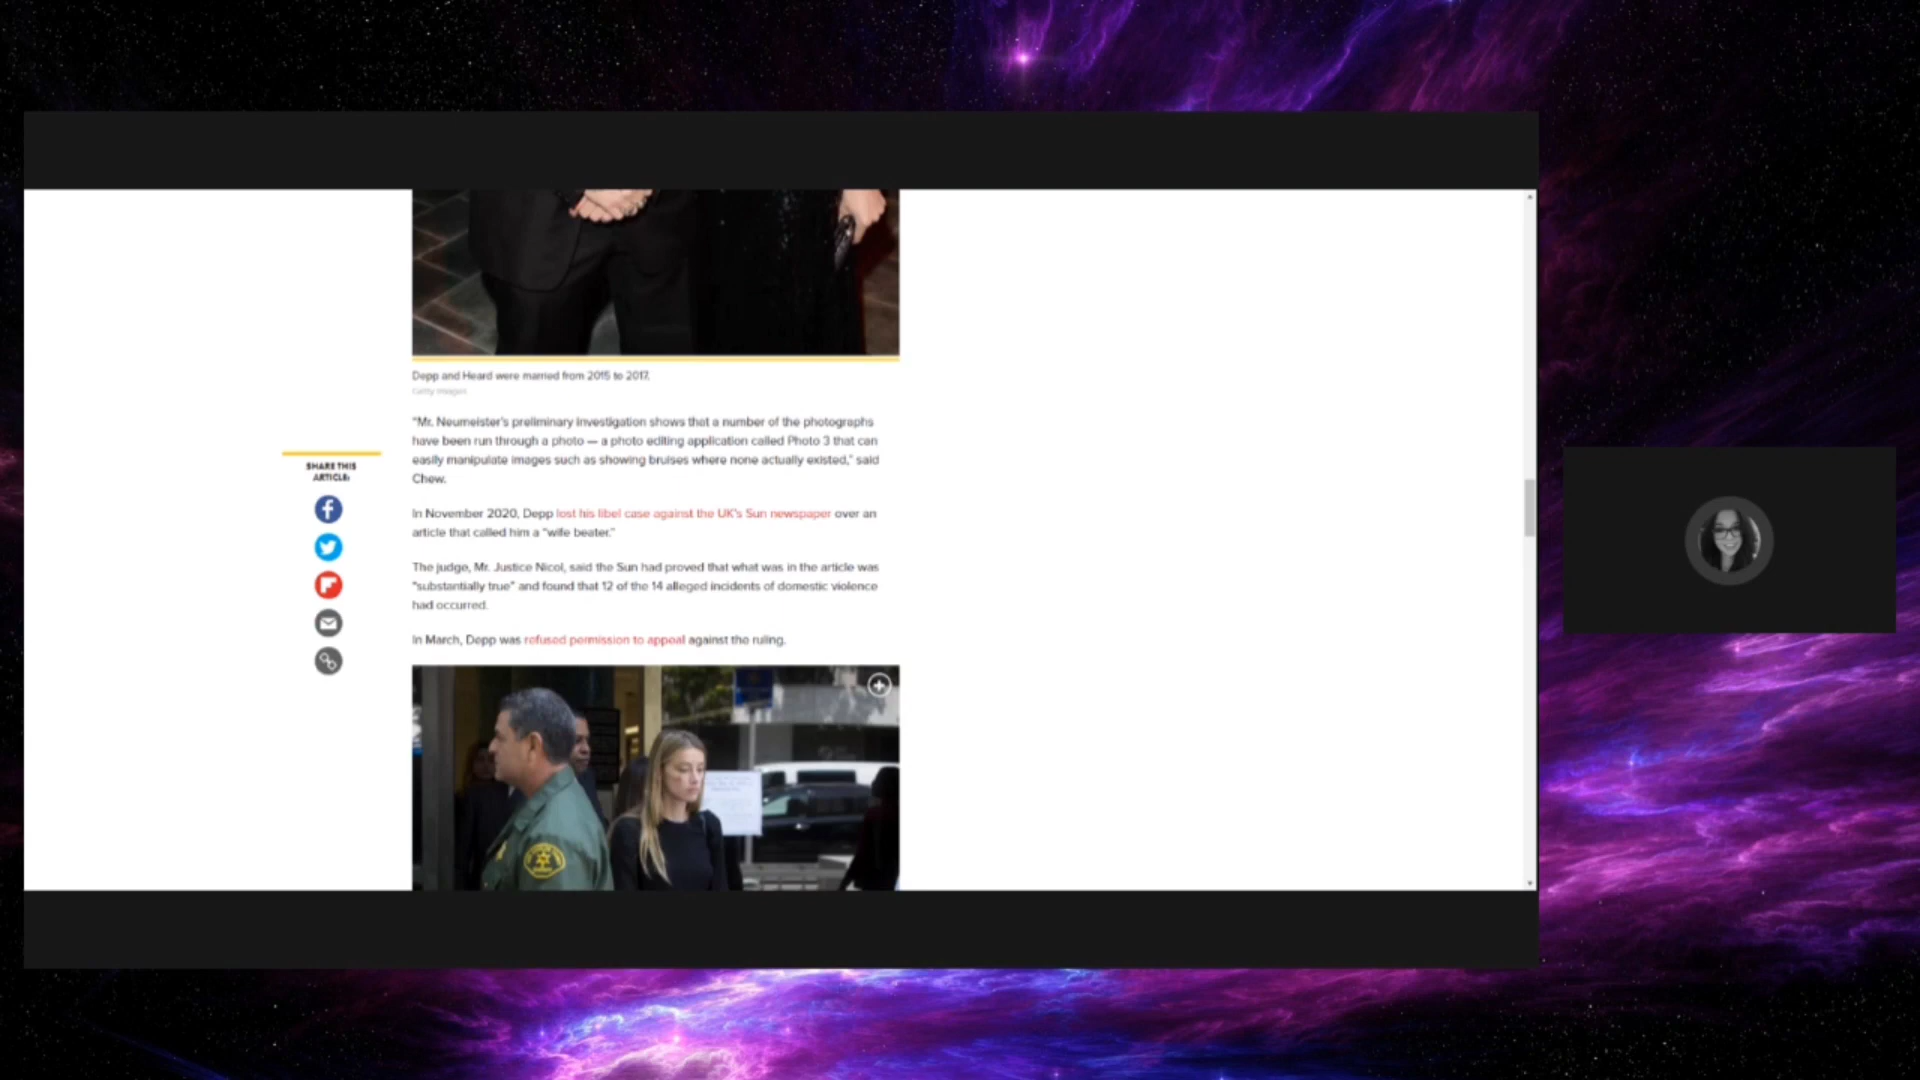 Depp and Heard were married from 2015 to 2017.
Getty Images
"Mr. Neumeister's preliminary investigation shows that a number of the photographs
have been run through a photo — a photo editing application called Photo 3 that can
easily manipulate images such as showing bruises where none actually existed," said
Chew.
SHARE THIS
ARTICLE:
In November 2020, Depp lost his libel case against the UK's Sun newspaper over an
article that called him a "wife beater."
The judge, Mr. Justice Nicol, said the Sun had proved that what was in the article was
"substantially true" and found that 12 of the 14 alleged incidents of domestic violence
had occurred.
In March, Depp was refused permission to appeal against the ruling.